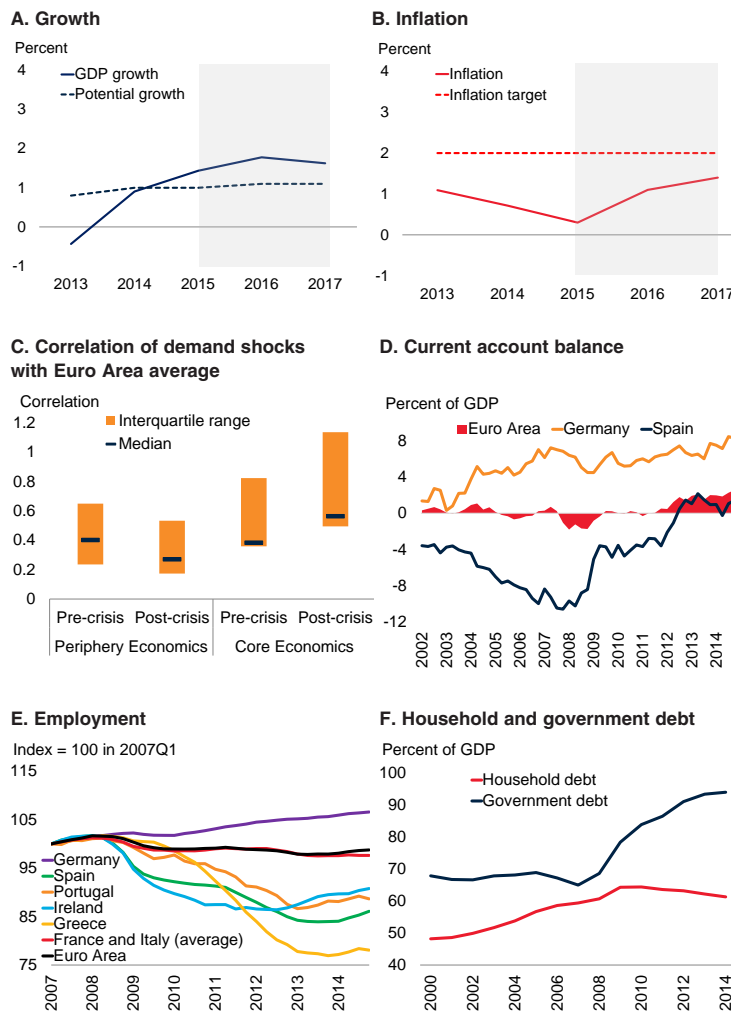 A. Growth
Percent
4
3
2
1
0
-1
GDP growth
Potential growth
2013 2014 2015 2016 2017
B. Inflation
Percent
4
3
2
1
0
-1
Inflation
Inflation target
2013 2014 2015 2016 2017
C. Correlation of demand shocks
with Euro Area average
Correlation
1.2
1
0.8
0.6
0.4
0.2
0
Interquartile range
Median
Pre-crisis Post-crisis Pre-crisis Post-crisis
Periphery Economics Core Economics
D. Current account balance
Percent of GDP
8
4
0
-4
-8
-12
Euro Area Germany Spain
2002 2003 2004 2005 2006 2007 2008 2009 2010 2011 2012 2013 2014
E. Employment
Index = 100 in 2007Q1
115
105
95
85
75
Germany
Spain
Portugal
Ireland
Greece
France and Italy (average)
Euro Area
2007 2008 2009 2010 2011 2012 2013 2014
F. Household and government debt
Percent of GDP
100
90
80
70
60
50
40
Household debt
Government debt
2000 2002 2004 2006 2008 2010 2012 2014